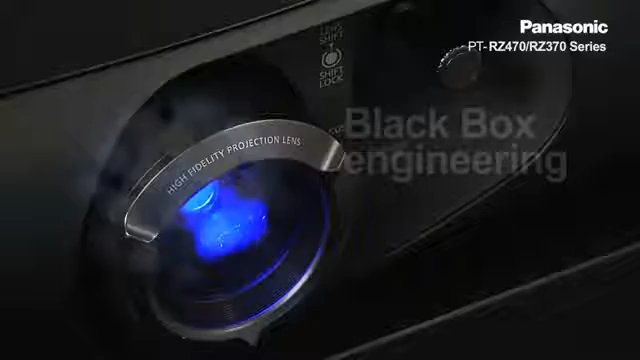 Panasonic
PT-RZ470/RZ370 Series
LENS
SHIFT
SHIFT
LOCK
Black Box
engineering
HIGH FIDELITY PROJECTION LENS